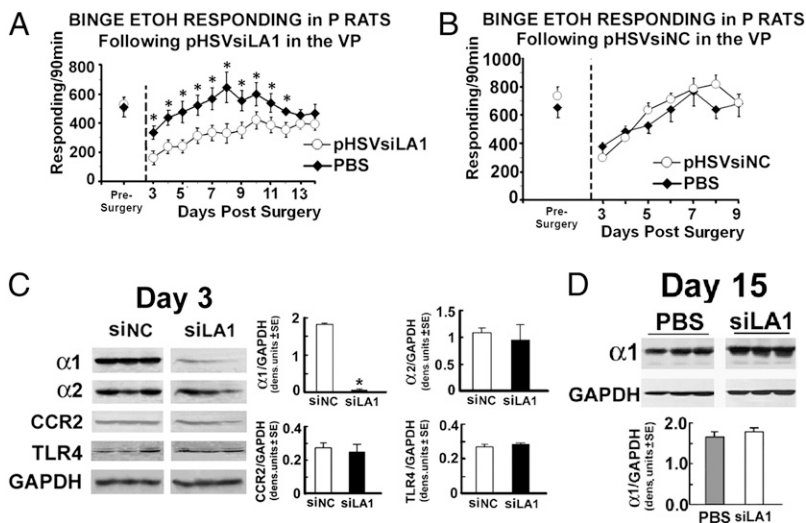 A
BINGE ETOH RESPONDING in P RATS
Following pHSVsiLA1 in the VP
Responding/90min
800
600
400
200
0
* * * * * * * * * *
pHSVsiLA1
PBS
Pre-
Surgery
3 5 7 9 11 13
Days Post Surgery
B
BINGE ETOH RESPONDING in P RATS
Following pHSVsiNC in the VP
Responding/90min
1000
800
600
400
200
0
pHSVsiNC
PBS
Pre-
Surgery
3 5 7 9
Days Post Surgery
C
Day 3
siNC siLA1
α1
α2
CCR2
TLR4
GAPDH
α1/GAPDH
(dens.units ±SE)
2
1
0
*
siNC siLA1
α2/GAPDH
(dens.units ±SE)
1.5
1
0.5
0
siNC siLA1
CCR2/GAPDH
(dens.units ±SE)
0.4
0.2
0
siNC siLA1
TLR4/GAPDH
(dens.units ±SE)
0.4
0.2
0
siNC siLA1
D
Day 15
PBS siLA1
α1
GAPDH
α1/GAPDH
(dens, units ±SE)
2.0
1.0
0
PBS siLA1